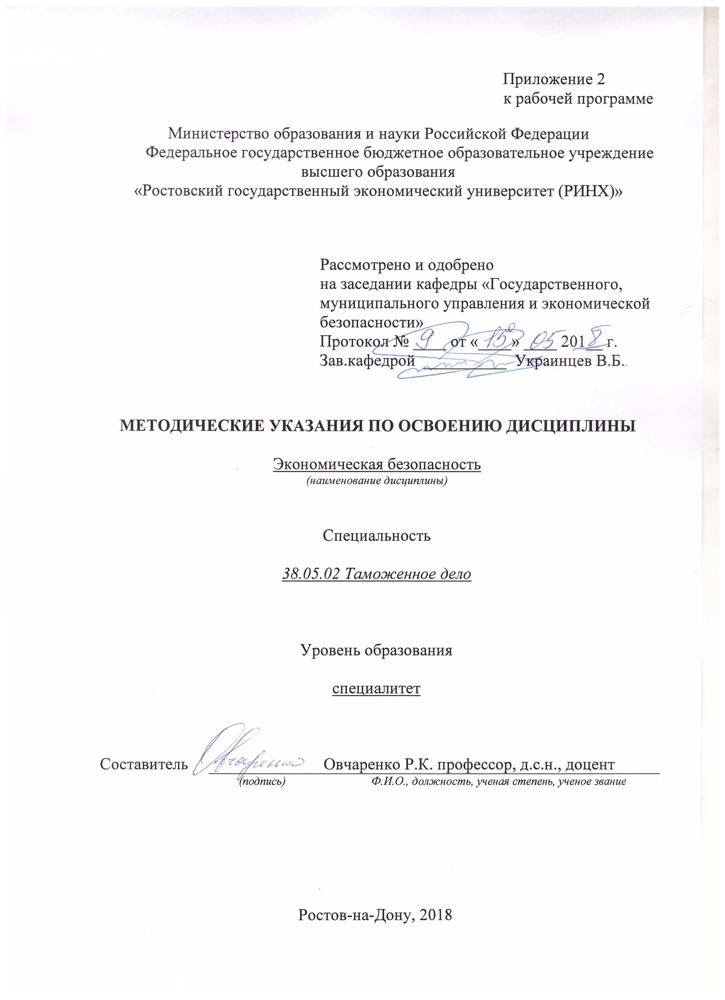 Приложение 2
к рабочей программе
Министерство образования и науки Российской Федерации
Федеральное государственное бюджетное образовательное учреждение
высшего образования
«Ростовский государственный экономический университет (РИНХ)»
Рассмотрено и одобрено
на заседании кафедры «Государственного,
муниципального управления и экономической
безопасности»
Протокол № 9 от «15» 05 2018 г.
Зав.кафедрой Украинцев В.Б..
МЕТОДИЧЕСКИЕ УКАЗАНИЯ ПО ОСВОЕНИЮ ДИСЦИПЛИНЫ
Экономическая безопасность
(наименование дисциплины)
Специальность
38.05.02 Таможенное дело
Уровень образования
специалитет
Составитель Овчаренко Овчаренко Р.К. профессор, д.с.н., доцент
(подпись) Ф.И.О., должность, ученая степень, ученое звание
Ростов-на-Дону, 2018